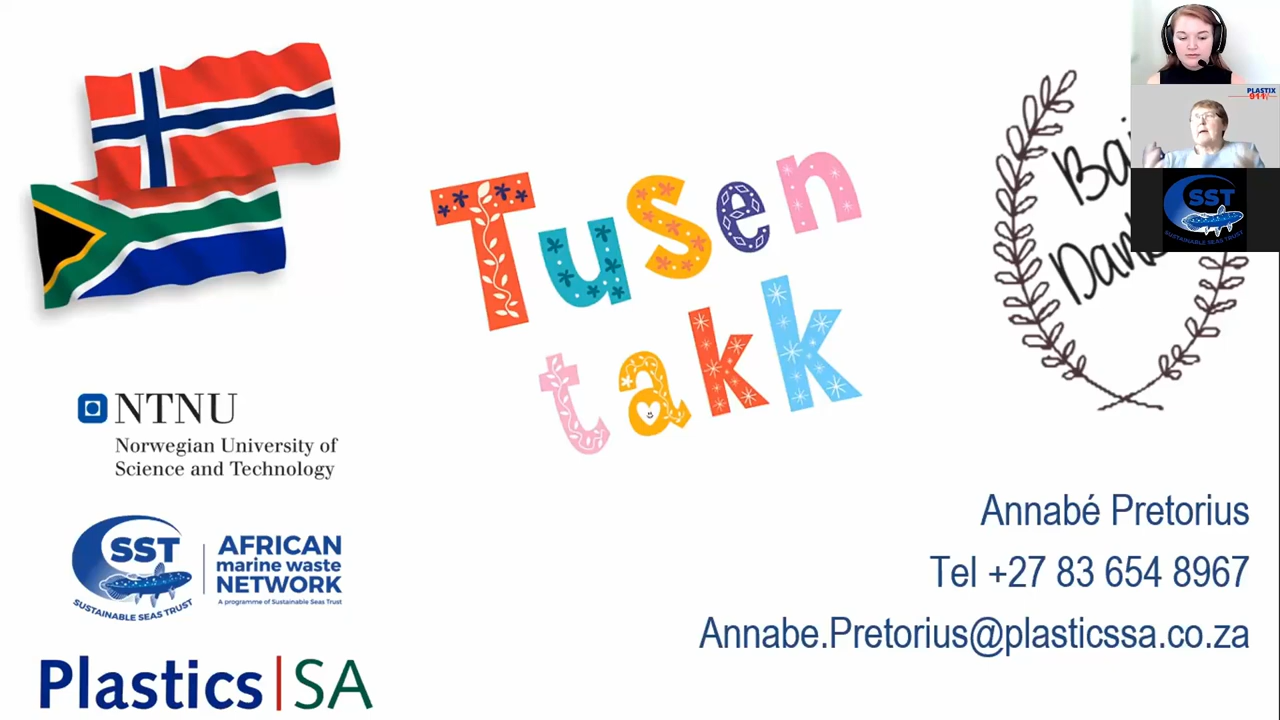 Tusen
takk
NTNU
Norwegian University of
Science and Technology
SST
SUSTAINABLE SEAS TRUST
AFRICAN
marine waste
NETWORK
A programme of Sustainable Seas Trust
Plastics|SA
Annabé Pretorius
Tel +27 83 654 8967
Annabe.Pretorius@plasticssa.co.za
PLASTIX
911
SST
SUSTAINABLE SEAS TRUST